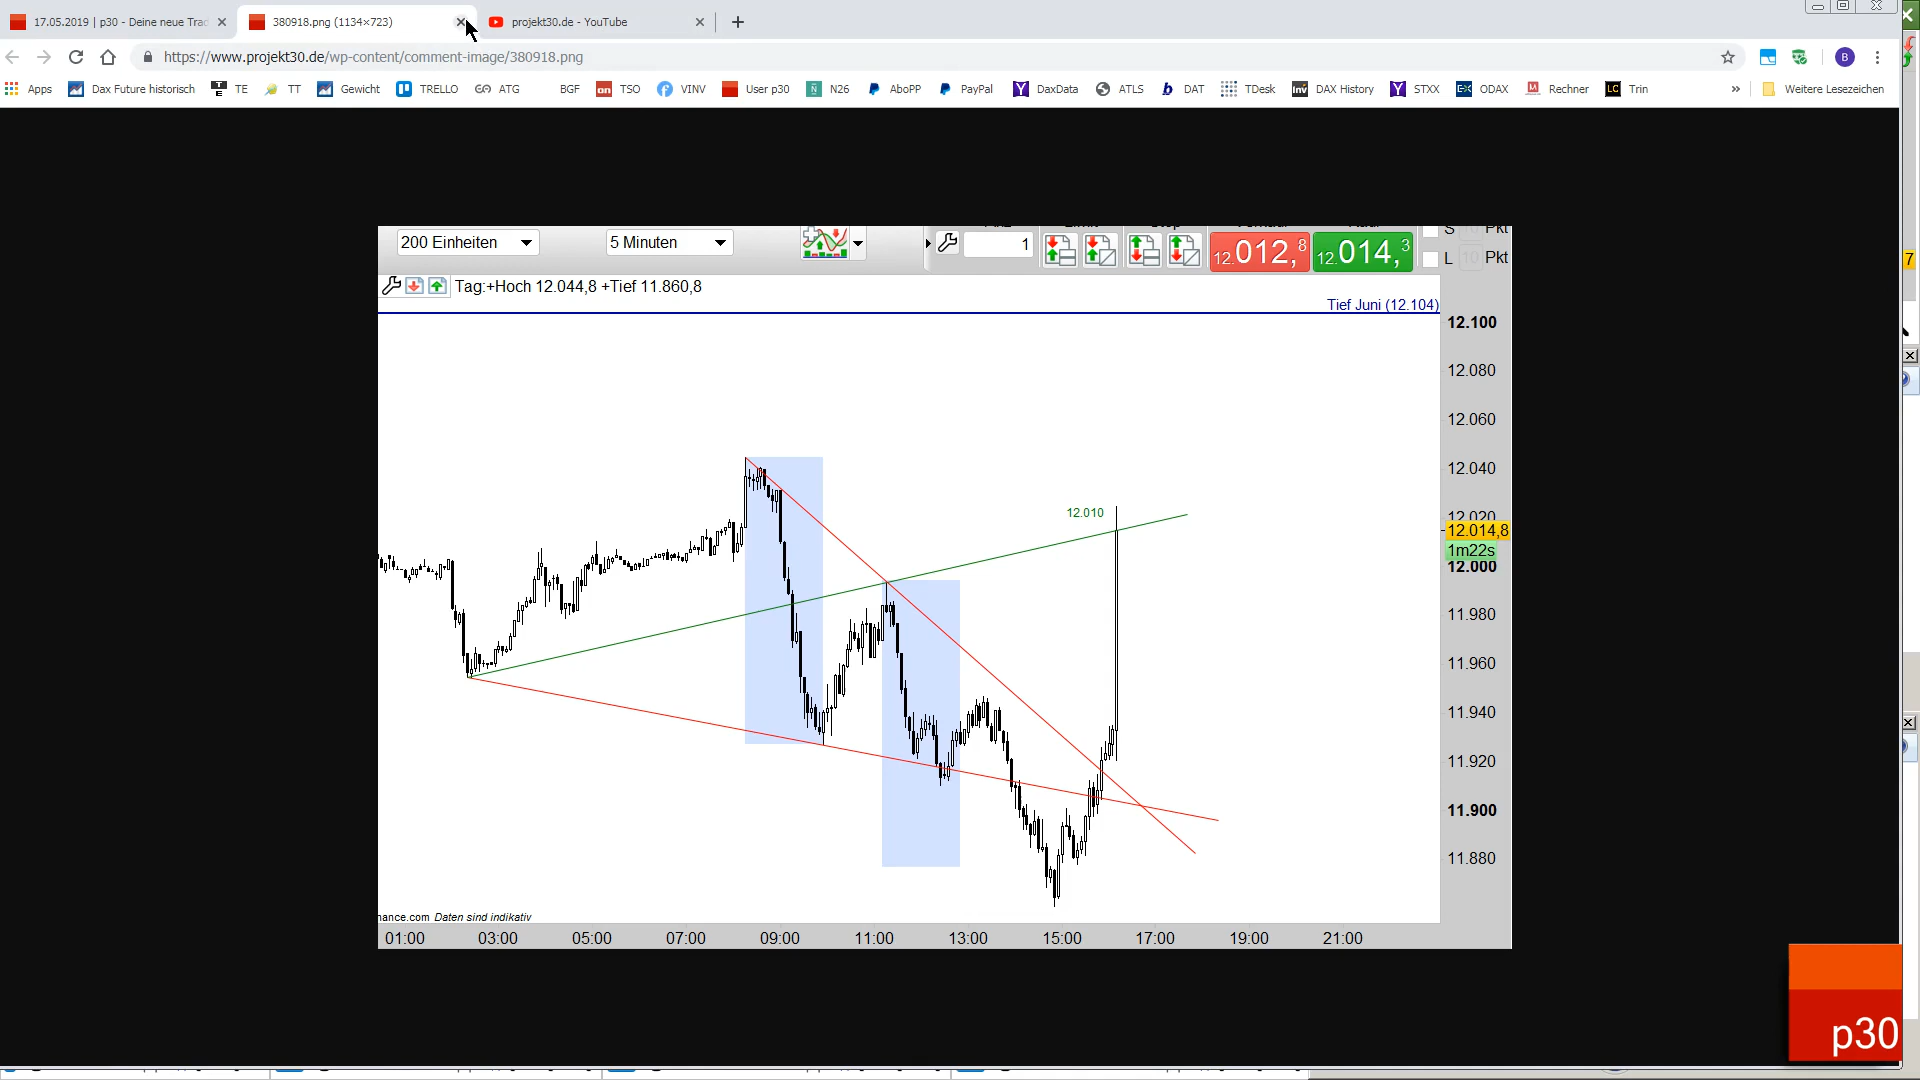 17.05.2019 | p30 - Deine neue Trad
380918.png (1134×723)
projekt30.de - YouTube
https://www.projekt30.de/wp-content/comment-image/380918.png
B
Apps
Dax Future historisch
TE
TT
Gewicht
TRELLO
ATG
BGF
TSO
VINV
User p30
N26
AboPP
PayPal
DaxData
ATLS
DAT
TDesk
DAX History
STXX
ODAX
Rechner
Trin
»
Weitere Lesezeichen
200 Einheiten
5 Minuten
1
12.012,8
12.014,3
S 10 Pkt
L 10 Pkt
Tag:+Hoch 12.044,8 +Tief 11.860,8
Tief Juni (12.104)
12.100
12.080
12.060
12.040
12.020
12.014,8
1m22s
12.000
11.980
11.960
11.940
11.920
11.900
11.880
12.010
nance.com Daten sind indikativ
01:00
03:00
05:00
07:00
09:00
11:00
13:00
15:00
17:00
19:00
21:00
7
p30